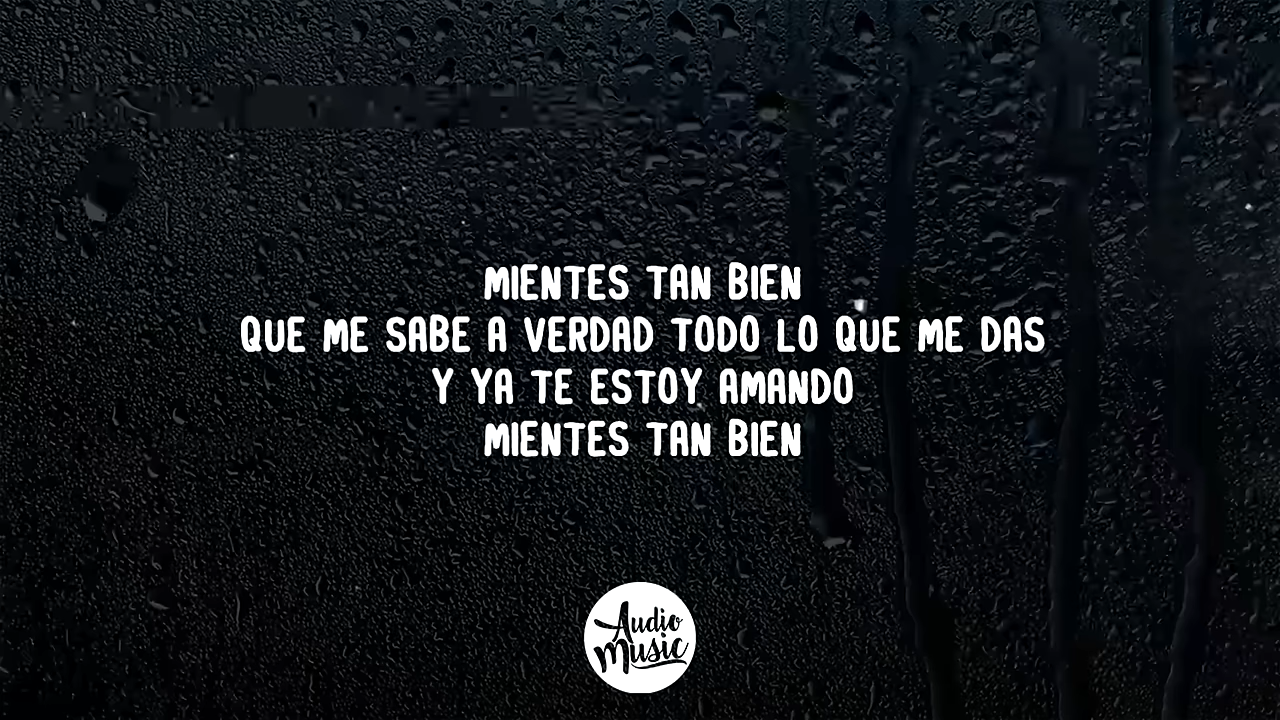 MIENTES TAN BIEN
QUE ME SABE A VERDAD TODO LO QUE ME DAS
Y YA TE ESTOY AMANDO
MIENTES TAN BIEN
Audio
Music